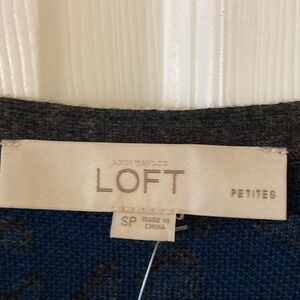 ANN TAYLOR
LOFT
PETITES
SP
MADE IN
CHINA